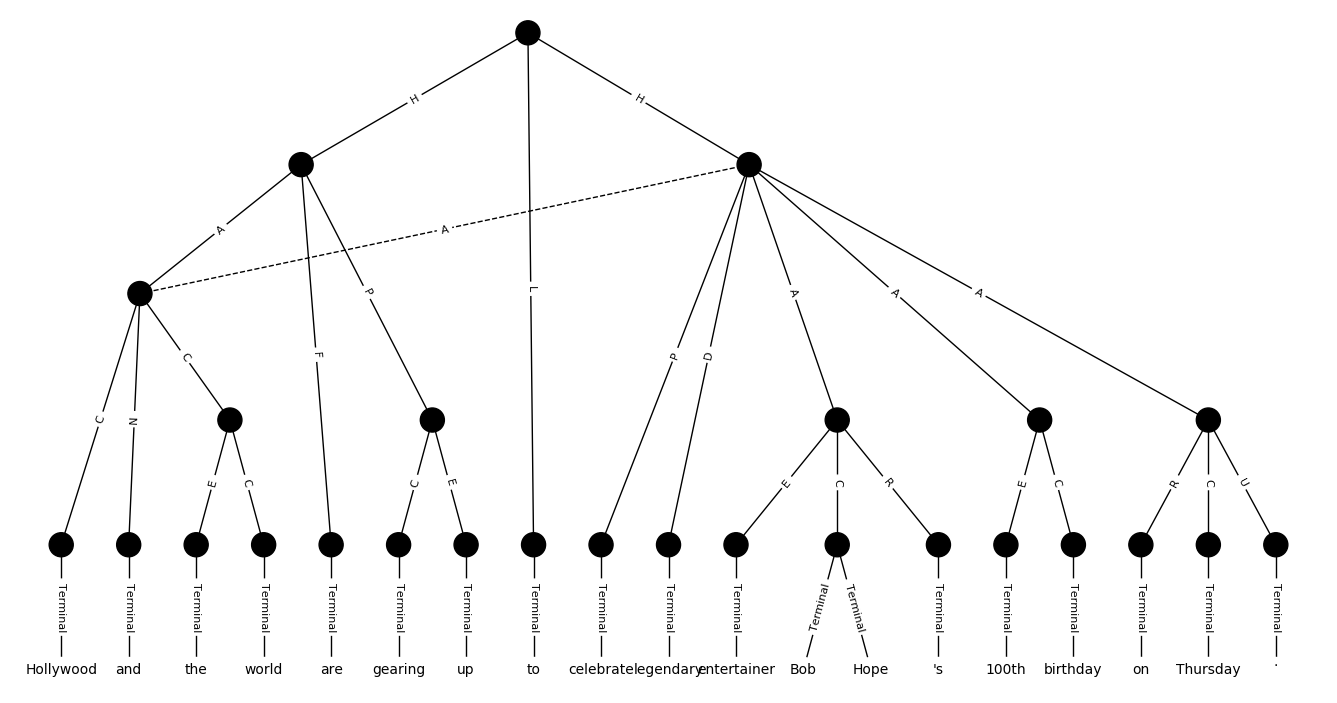 H H
A A P L F P D A A A
C N C E C C E E C R E C R C U
Terminal Terminal Terminal Terminal Terminal Terminal Terminal Terminal Terminal Terminal Terminal Terminal Terminal Terminal Terminal Terminal Terminal Terminal Terminal
Hollywood and the world are gearing up to celebrate legendary entertainer Bob Hope 's 100th birthday on Thursday .